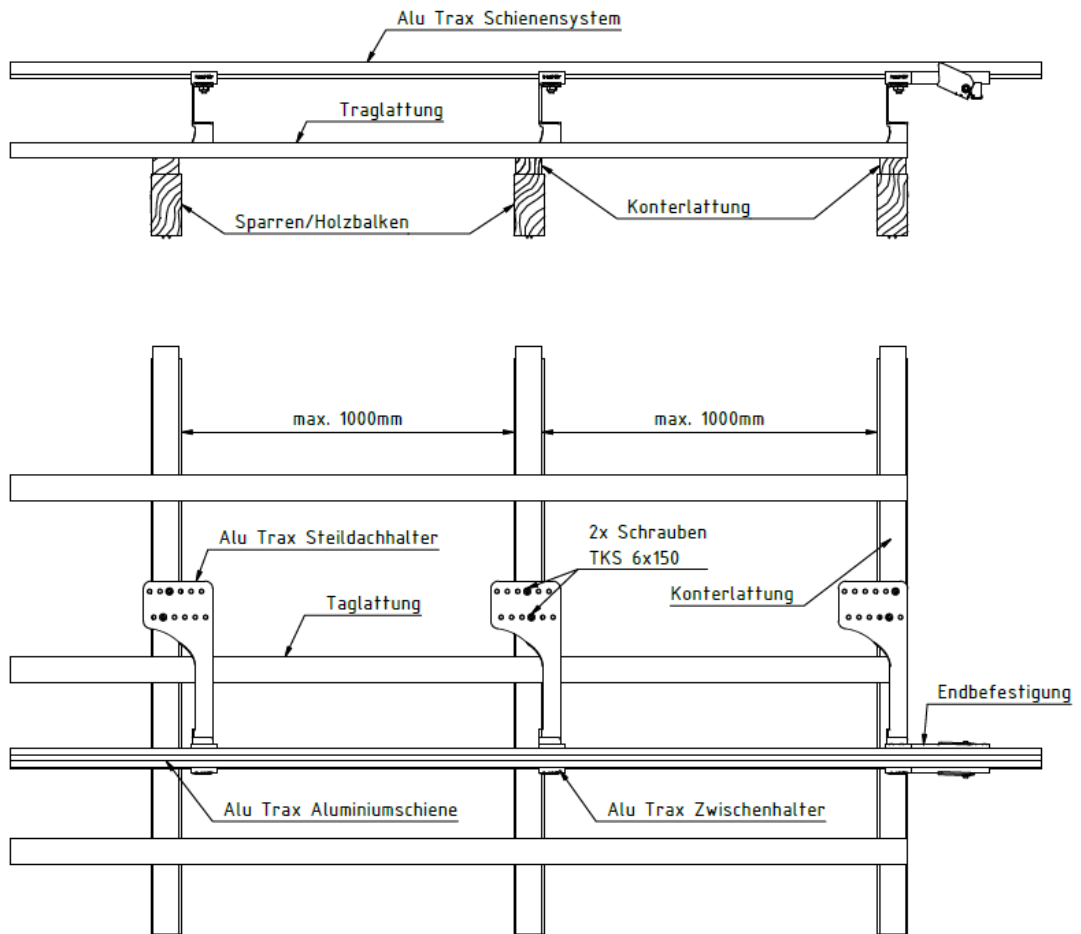 Alu Trax Schienensystem
Traglattung
Sparren/Holzbalken
Konterlattung
max. 1000mm
max. 1000mm
Alu Trax Steildachhalter
2x Schrauben
TKS 6x150
Konterlattung
Taglattung
Endbefestigung
Alu Trax Aluminiumschiene
Alu Trax Zwischenhalter